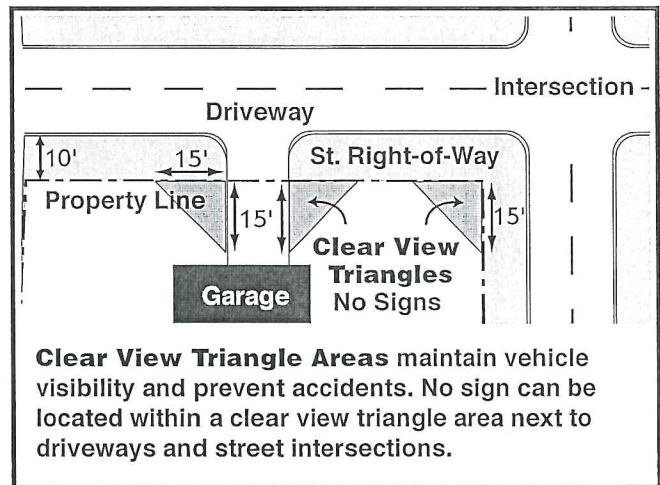 Intersection
Driveway
10'
15'
St. Right-of-Way
Property Line
15'
15'
Clear View
Triangles
No Signs
Garage
Clear View Triangle Areas maintain vehicle
visibility and prevent accidents. No sign can be
located within a clear view triangle area next to
driveways and street intersections.